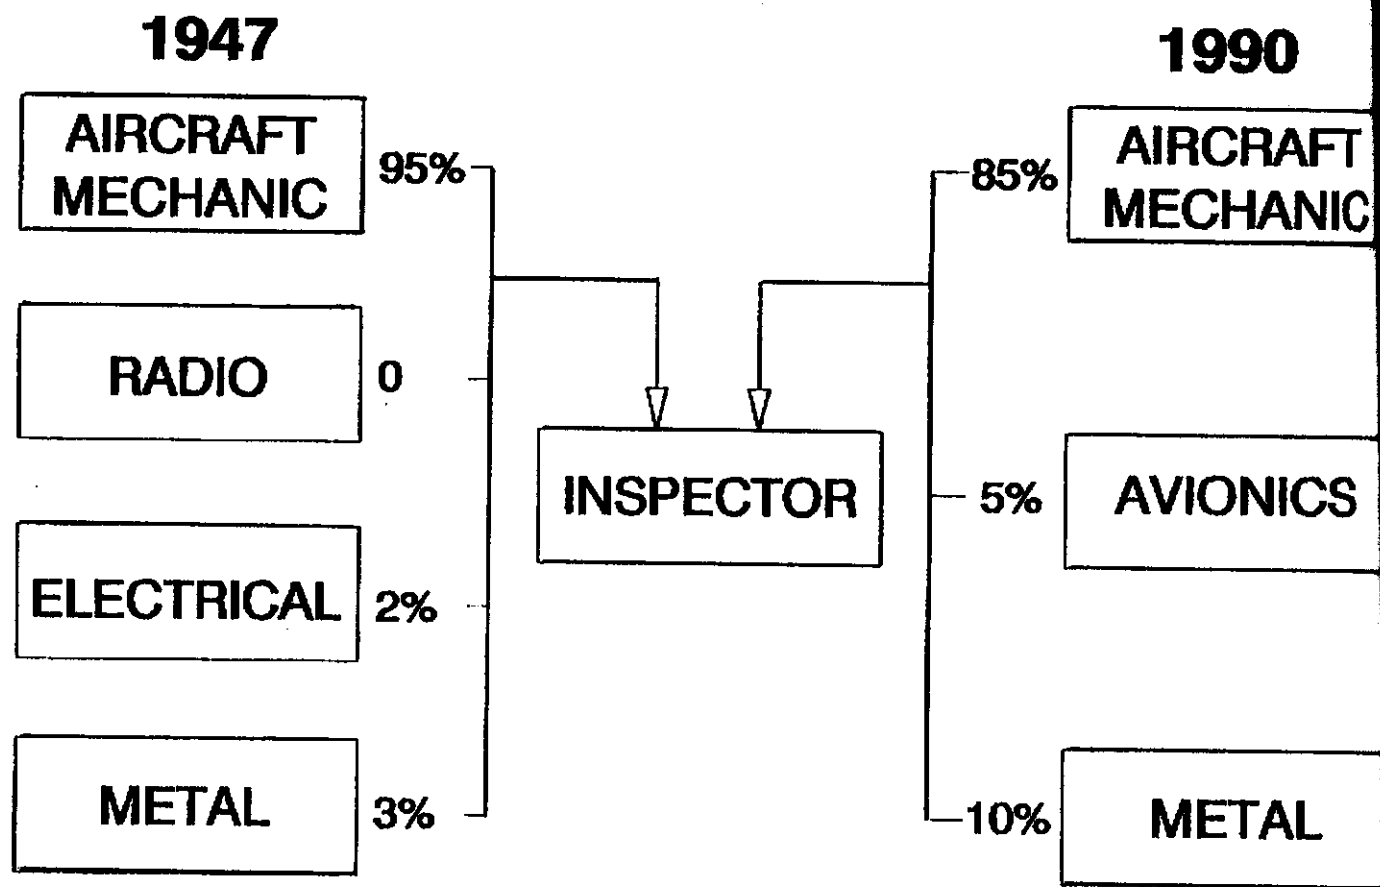 1947
AIRCRAFT
MECHANIC
95%
RADIO
0
ELECTRICAL
2%
METAL
3%
INSPECTOR
1990
85%
AIRCRAFT
MECHANIC
5%
AVIONICS
10%
METAL